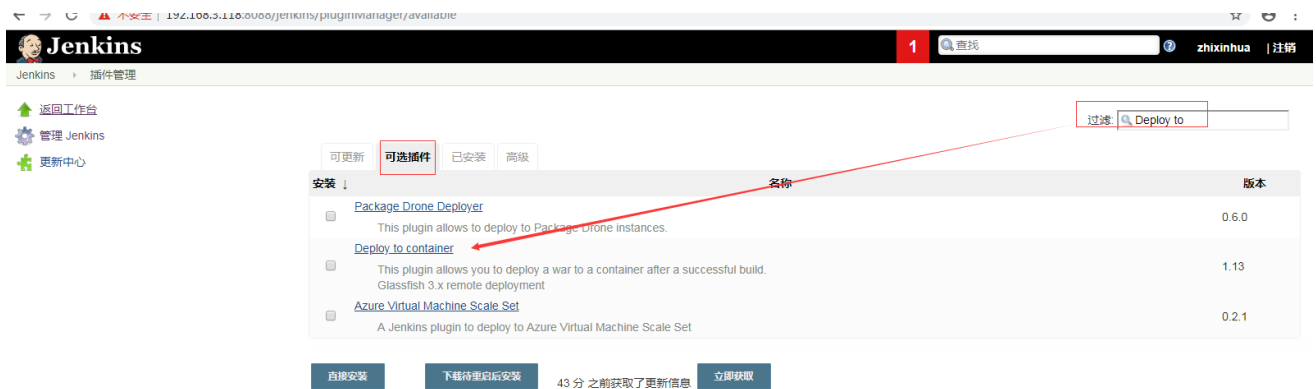 不安全 | 192.168.3.118:8088/jenkins/pluginManager/available
Jenkins
1
查找
zhixinhua | 注销
Jenkins 插件管理
返回工作台
管理 Jenkins
更新中心
过滤: Deploy to
可更新 可选插件 已安装 高级
安装 ↓ 名称 版本
Package Drone Deployer
This plugin allows to deploy to Package Drone instances.
0.6.0
Deploy to container
This plugin allows you to deploy a war to a container after a successful build.
Glassfish 3.x remote deployment
1.13
Azure Virtual Machine Scale Set
A Jenkins plugin to deploy to Azure Virtual Machine Scale Set
0.2.1
直接安装 下载待重启后安装 43 分 之前获取了更新信息 立即获取